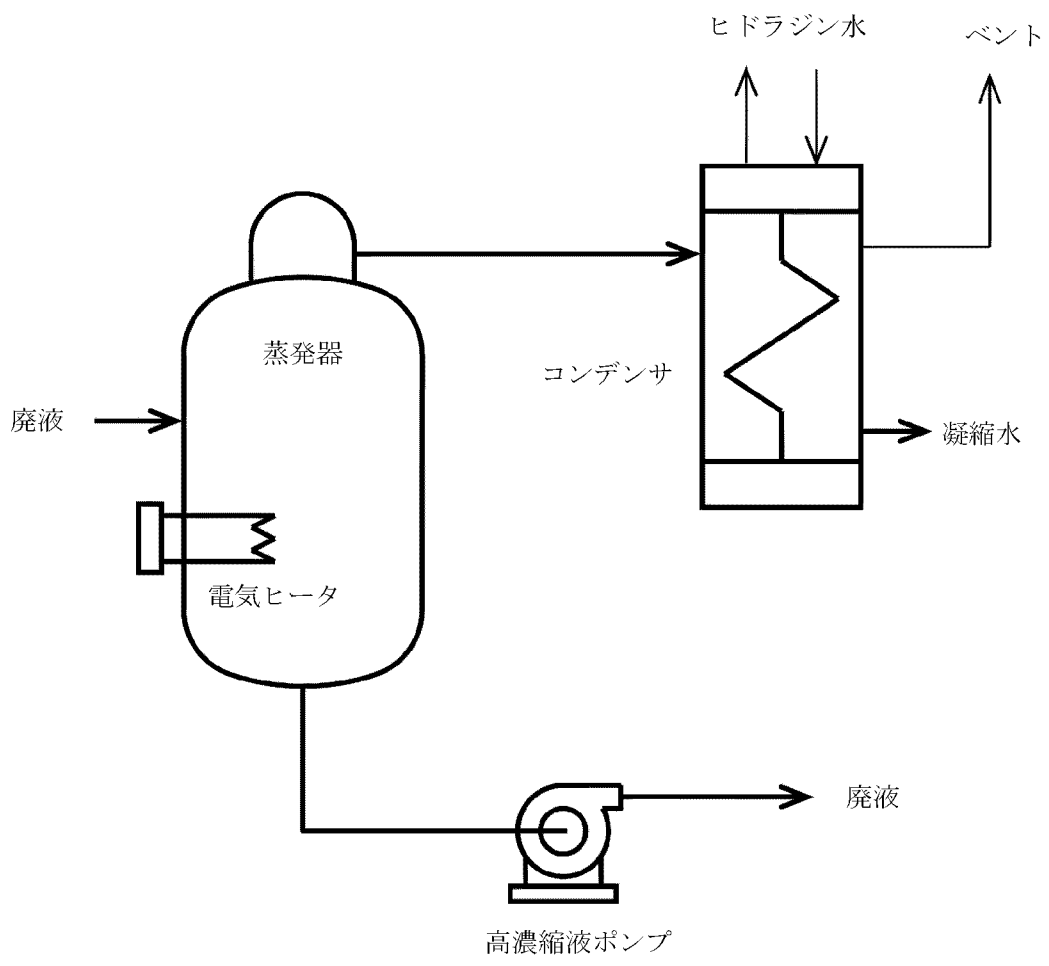 ヒドラジン水
ベント
蒸発器
コンデンサ
廃液
凝縮水
電気ヒータ
廃液
高濃縮液ポンプ